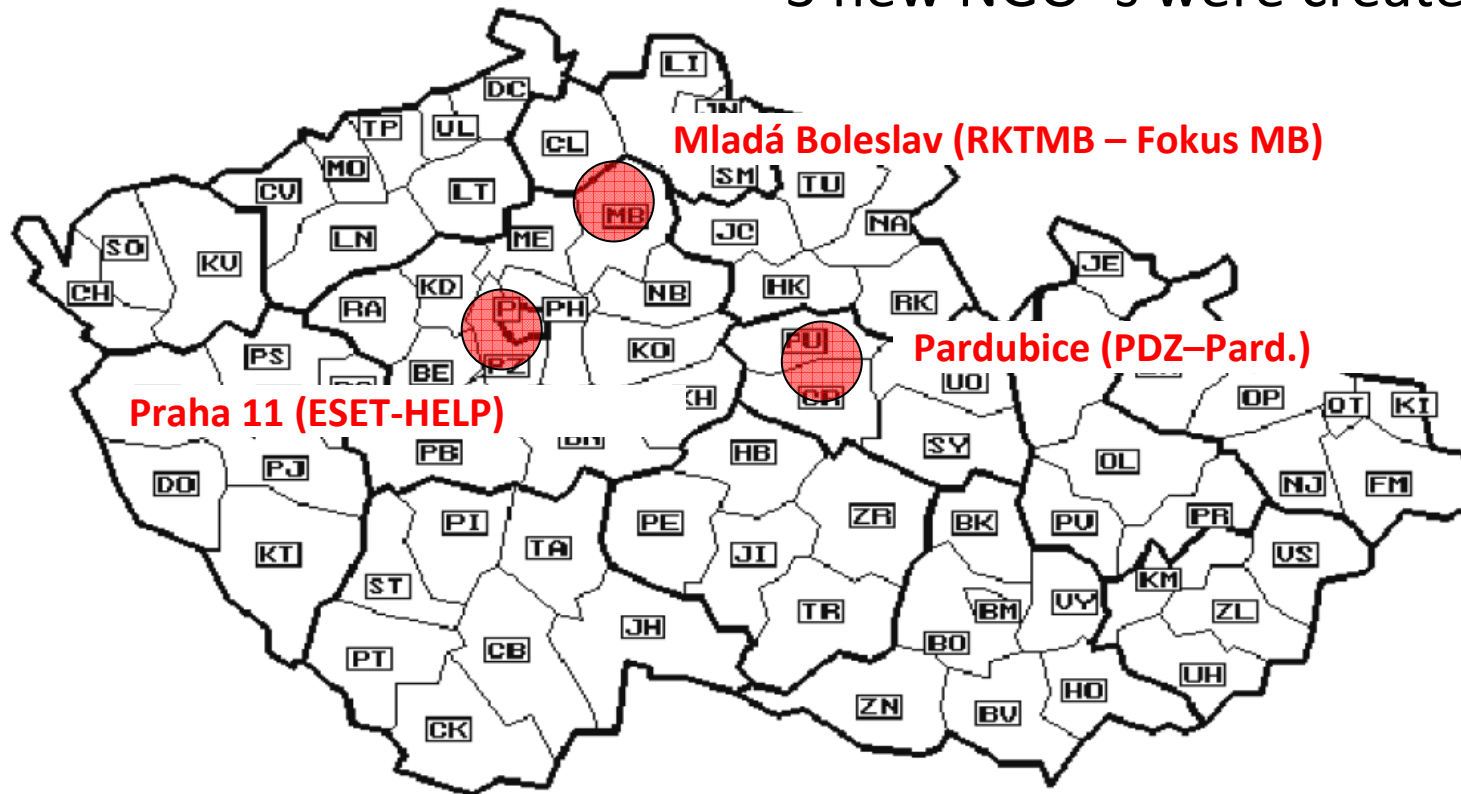 3 new NGO´s were create
LI
DC
TP
UL
CL
JN
Mladá Boleslav (RKTMB – Fokus MB)
MO
CV
LT
SM
TU
MB
LN
ME
JC
NA
SO
KV
CH
KD
RA
P
PH
NB
HK
RK
JE
PS
BE
PZ
KO
PU
CR
UO
Pardubice (PDZ–Pard.)
Praha 11 (ESET-HELP)
KH
OP
OT
KI
DO
PJ
PB
HB
SY
OL
NJ
FM
PI
PE
ZR
BK
PV
PR
KT
TA
JI
VS
ST
KM
TR
BM
VY
ZL
PT
CB
JH
BO
UH
CK
ZN
BV
HO